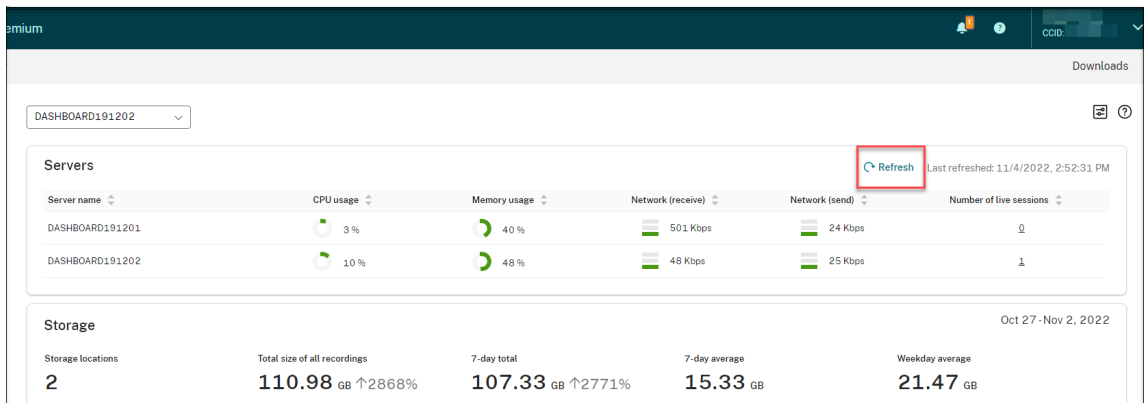 emium
1
?
CCID:
Downloads
DASHBOARD191202
?
Servers
Refresh Last refreshed: 11/4/2022, 2:52:31 PM
Server name CPU usage Memory usage Network (receive) Network (send) Number of live sessions
DASHBOARD191201 3 % 40 % 501 Kbps 24 Kbps 0
DASHBOARD191202 10 % 48 % 48 Kbps 25 Kbps 1
Storage Oct 27 - Nov 2, 2022
Storage locations Total size of all recordings 7-day total 7-day average Weekday average
2 110.98 GB ↑2868% 107.33 GB ↑2771% 15.33 GB 21.47 GB